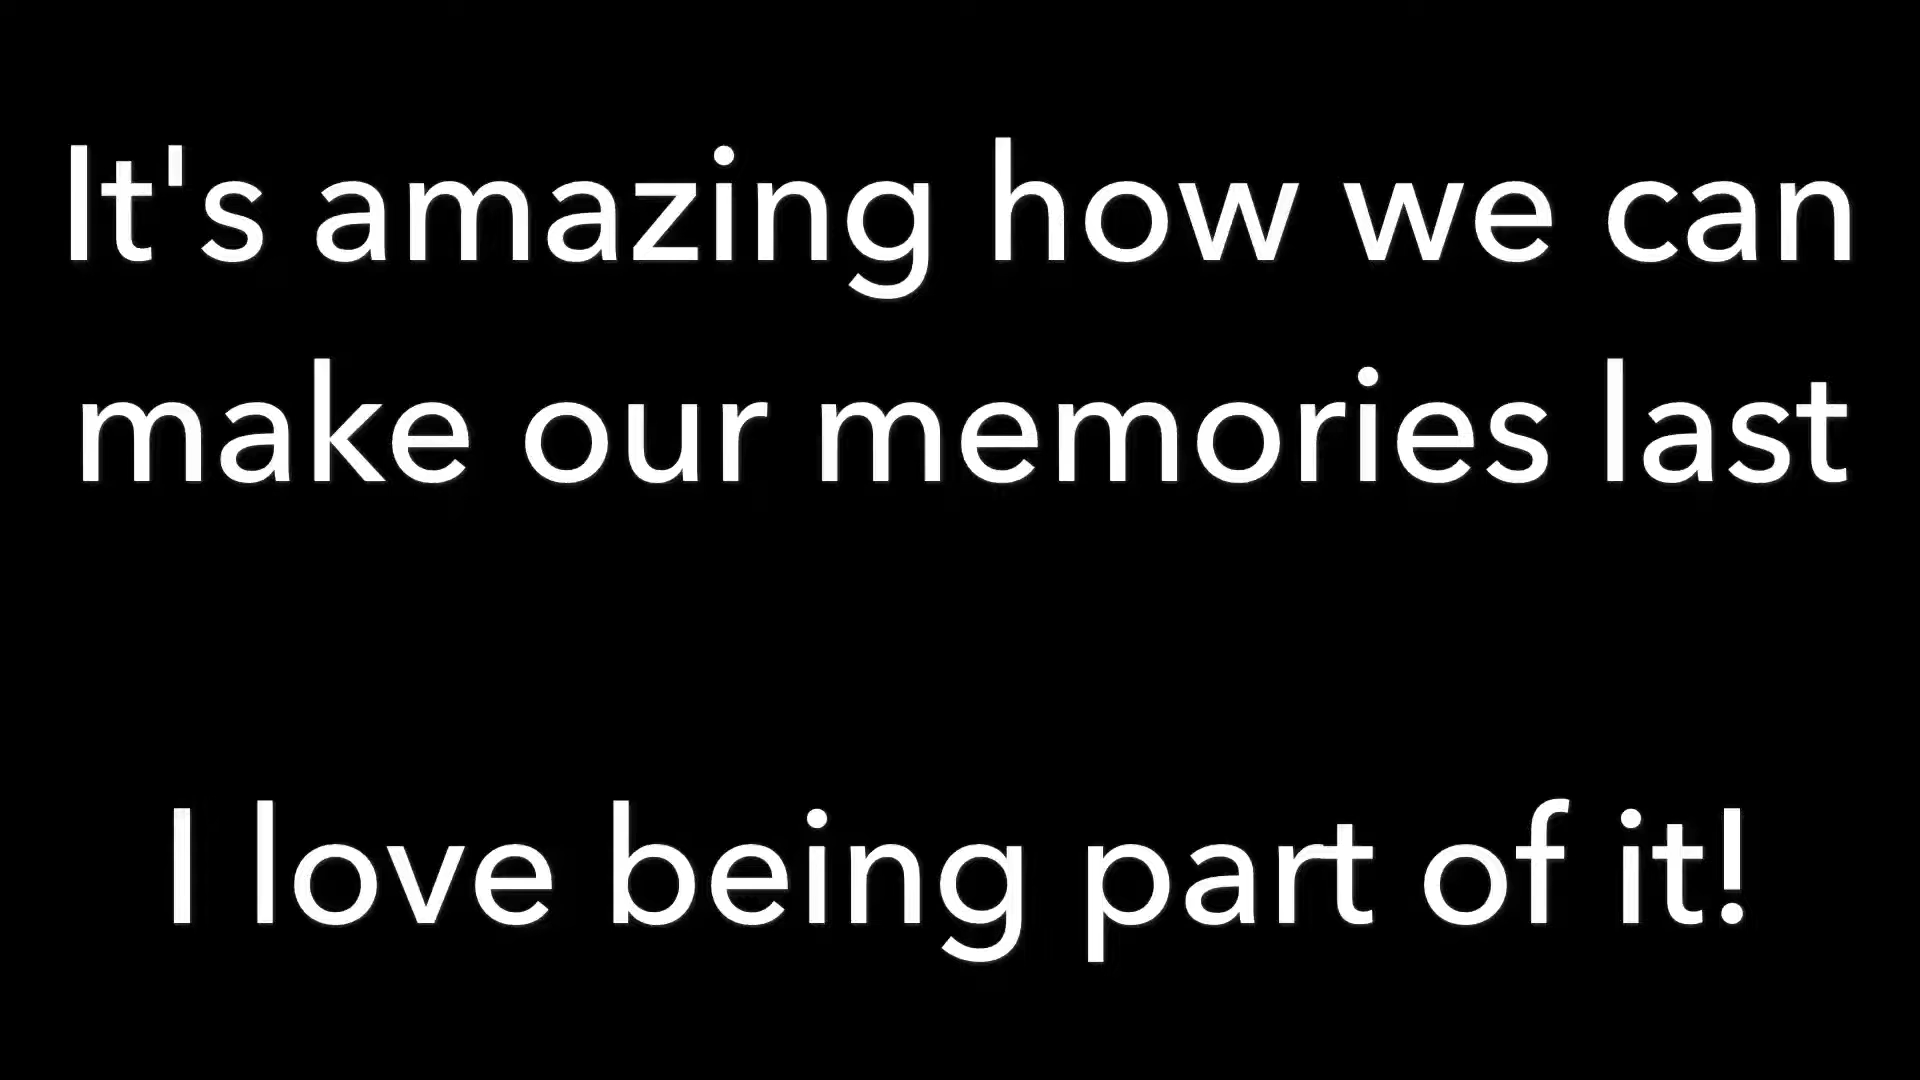 It's amazing how we can
make our memories last
I love being part of it!